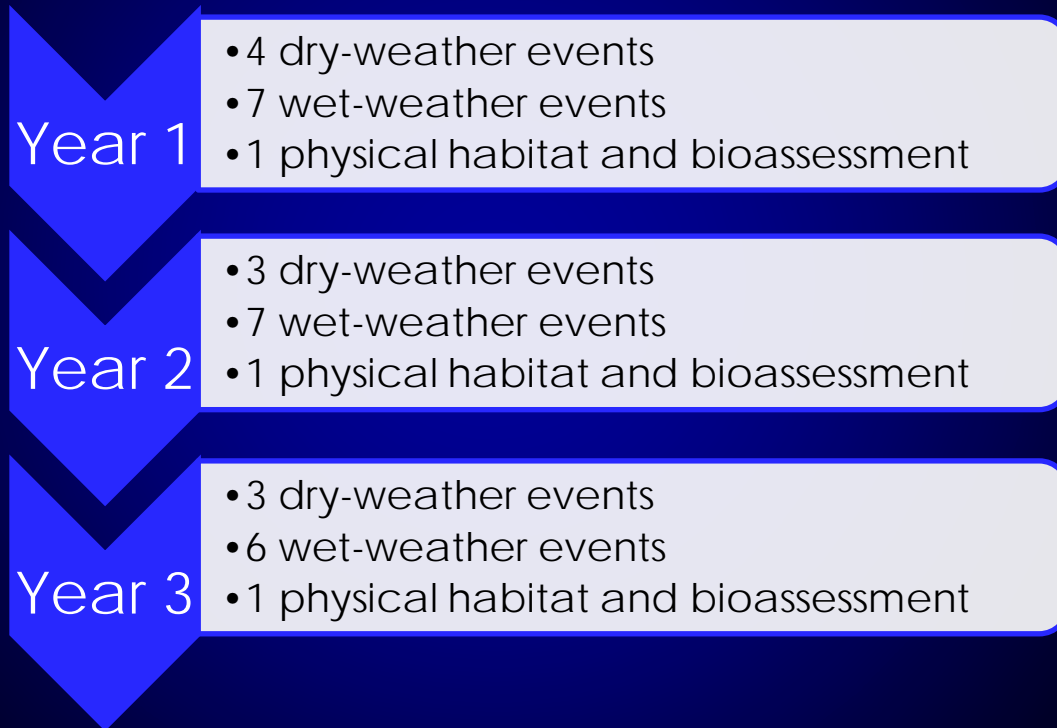 Year 1
•4 dry-weather events
•7 wet-weather events
•1 physical habitat and bioassessment
Year 2
•3 dry-weather events
•7 wet-weather events
•1 physical habitat and bioassessment
Year 3
•3 dry-weather events
•6 wet-weather events
•1 physical habitat and bioassessment